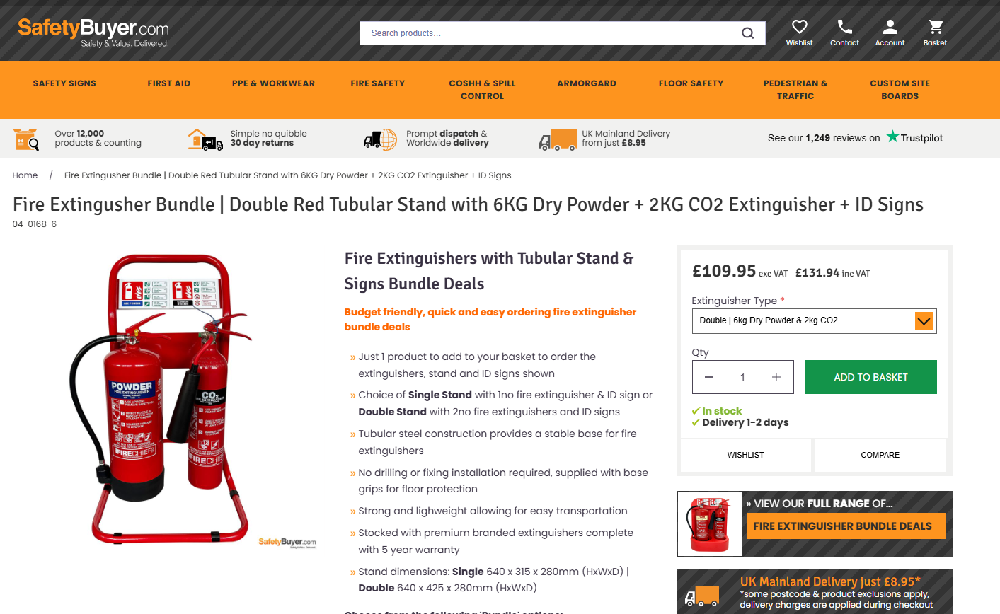 SafetyBuyer.com
Safety & Value. Delivered.
Search products...
Wishlist
Contact
Account
Basket
SAFETY SIGNS
FIRST AID
PPE & WORKWEAR
FIRE SAFETY
COSHH & SPILL
CONTROL
ARMORGARD
FLOOR SAFETY
PEDESTRIAN &
TRAFFIC
CUSTOM SITE
BOARDS
Over 12,000
products & counting
Simple no quibble
30 day returns
Prompt dispatch &
Worldwide delivery
UK Mainland Delivery
from just £8.95
See our 1,249 reviews on Trustpilot
Home / Fire Extingusher Bundle | Double Red Tubular Stand with 6KG Dry Powder + 2KG CO2 Extinguisher + ID Signs
Fire Extingusher Bundle | Double Red Tubular Stand with 6KG Dry Powder + 2KG CO2 Extinguisher + ID Signs
04-0168-6
POWDER
FIRE EXTINGUISHER
CO2
FIRE EXTINGUISHER
FIRECHIEF
FIRECHIEF
SafetyBuyer.com
Fire Extinguishers with Tubular Stand &
Signs Bundle Deals
Budget friendly, quick and easy ordering fire extinguisher
bundle deals
» Just 1 product to add to your basket to order the
extinguishers, stand and ID signs shown
» Choice of Single Stand with 1no fire extinguisher & ID sign or
Double Stand with 2no fire extinguishers and ID signs
» Tubular steel construction provides a stable base for fire
extinguishers
» No drilling or fixing installation required, supplied with base
grips for floor protection
» Strong and lighweight allowing for easy transportation
» Stocked with premium branded extinguishers complete
with 5 year warranty
» Stand dimensions: Single 640 x 315 x 280mm (HxWxD) |
Double 640 x 425 x 280mm (HxWxD)
Choose from the following 'Bundle' options:
£109.95 exc VAT £131.94 inc VAT
Extinguisher Type *
Double | 6kg Dry Powder & 2kg CO2
Qty
1
ADD TO BASKET
✓ In stock
✓ Delivery 1-2 days
WISHLIST
COMPARE
» VIEW OUR FULL RANGE OF...
FIRE EXTINGUISHER BUNDLE DEALS
UK Mainland Delivery just £8.95*
*some postcode & product exclusions apply,
delivery charges are applied during checkout